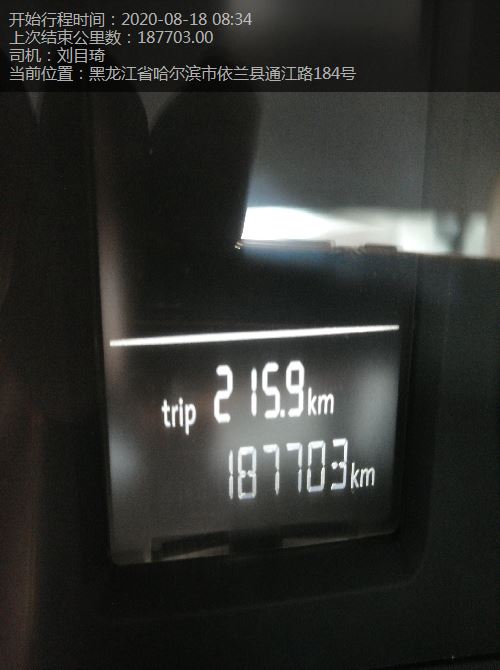 开始行程时间：2020-08-18 08:34
上次结束公里数：187703.00
司机：刘目琦
当前位置：黑龙江省哈尔滨市依兰县通江路184号
trip 215.9km
187703km